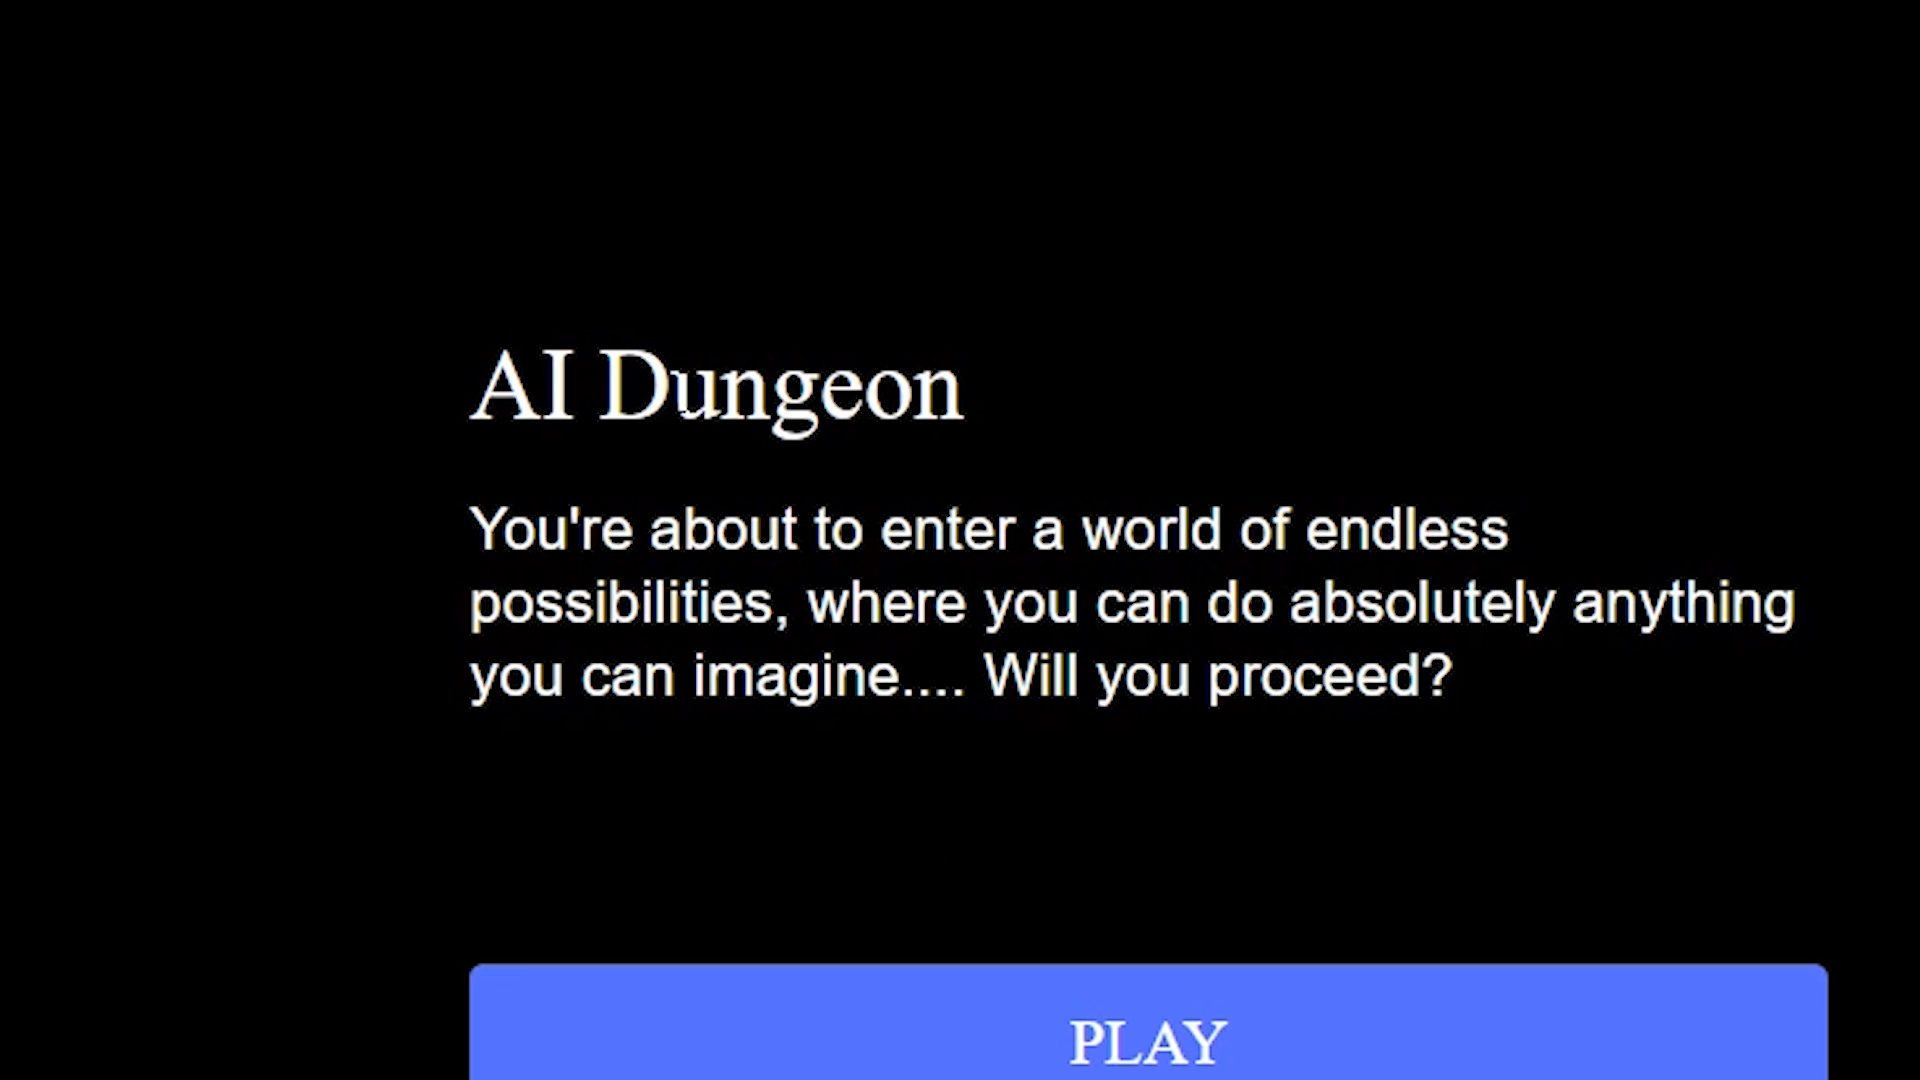 AI Dungeon
You're about to enter a world of endless
possibilities, where you can do absolutely anything
you can imagine.... Will you proceed?
PLAY